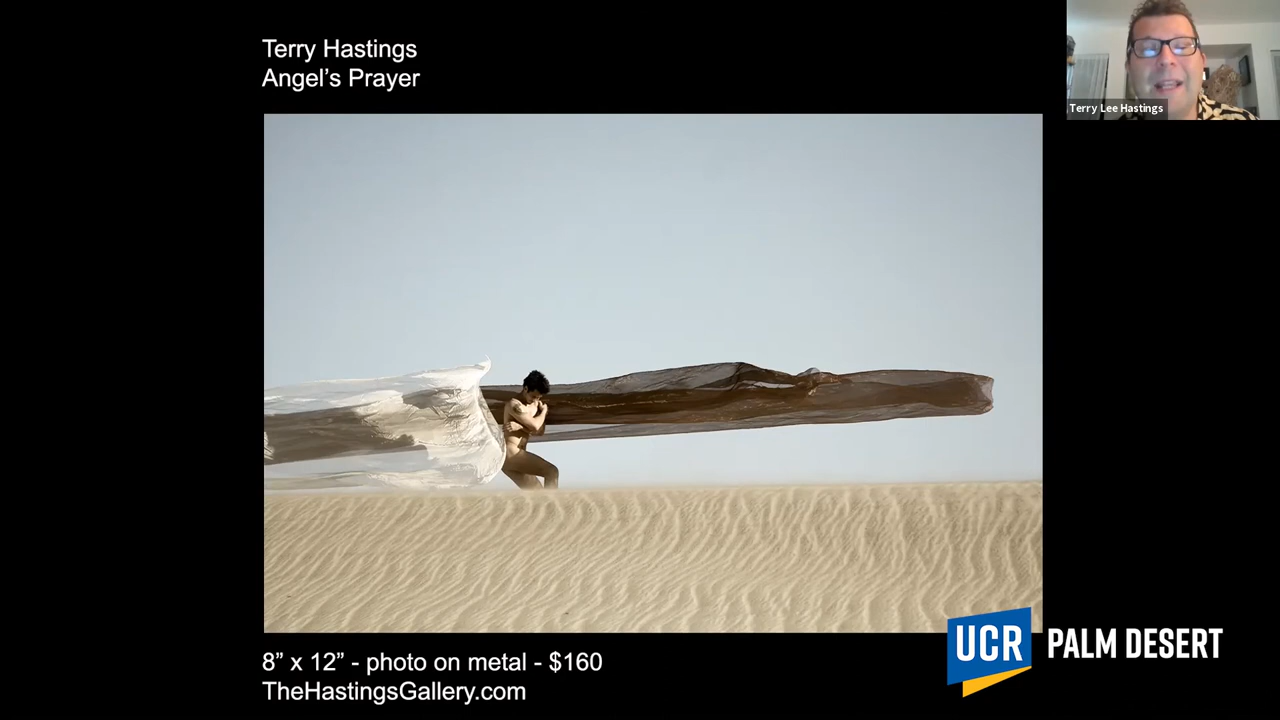 Terry Hastings
Angel’s Prayer
Terry Lee Hastings
8” x 12” - photo on metal - $160
TheHastingsGallery.com
UCR PALM DESERT